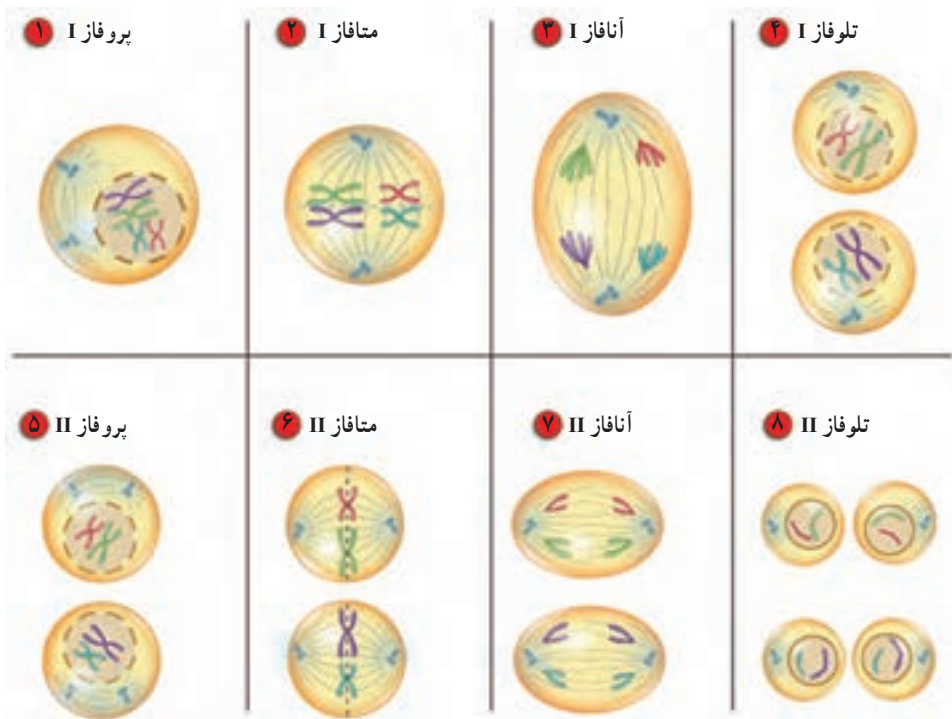 ۱ پروفاز I
۲ متافاز I
۳ آنافاز I
۴ تلوفاز I
۵ پروفاز II
۶ متافاز II
۷ آنافاز II
۸ تلوفاز II